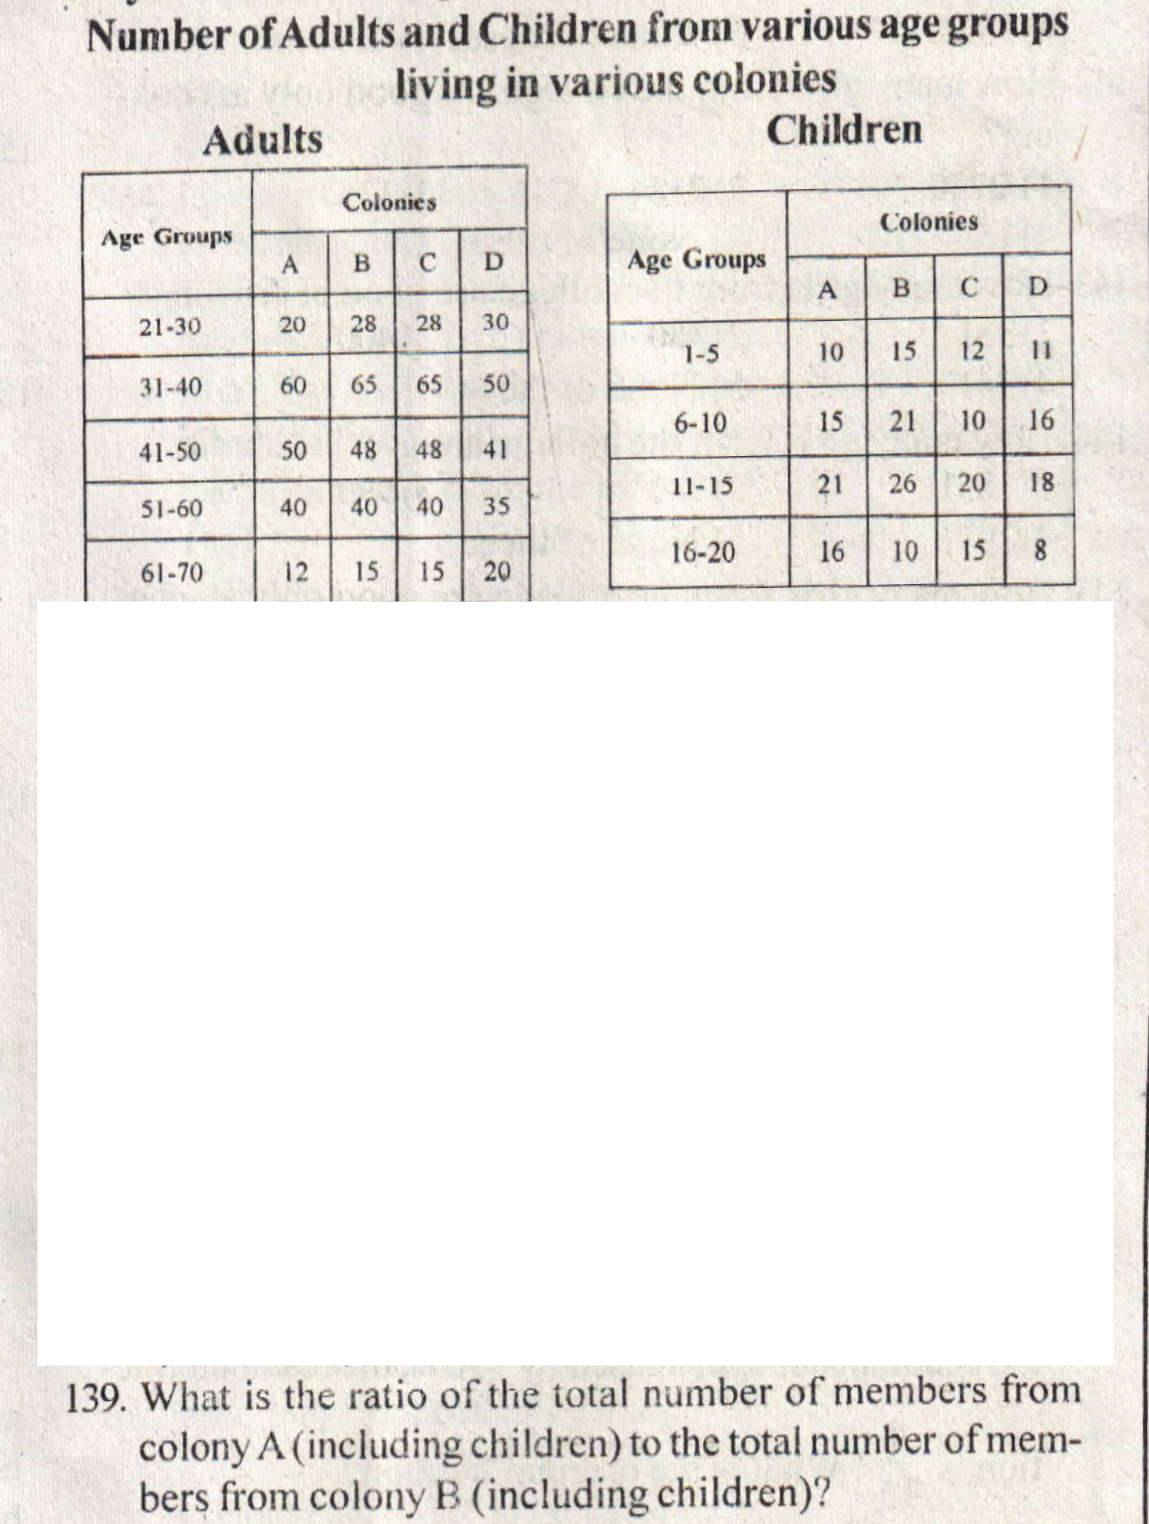 Number of Adults and Children from various age groups
living in various colonies
Adults
Age Groups Colonies
A B C D
21-30 20 28 28 30
31-40 60 65 65 50
41-50 50 48 48 41
51-60 40 40 40 35
61-70 12 15 15 20
Children
Age Groups Colonies
A B C D
1-5 10 15 12 11
6-10 15 21 10 16
11-15 21 26 20 18
16-20 16 10 15 8
139. What is the ratio of the total number of members from
colony A (including children) to the total number of mem-
bers from colony B (including children)?